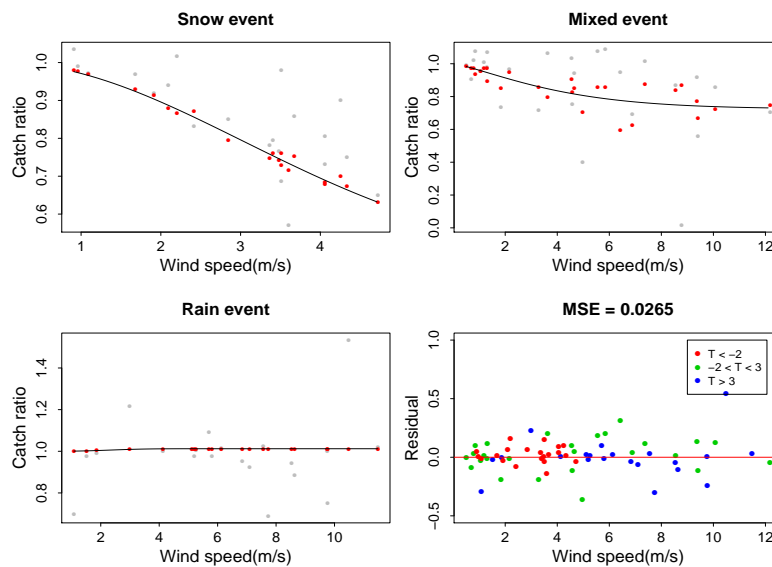 Snow event
Catch ratio
1.0
0.9
0.8
0.7
0.6
1 2 3 4
Wind speed(m/s)
Mixed event
Catch ratio
1.0
0.8
0.6
0.4
0.2
0.0
2 4 6 8 10 12
Wind speed(m/s)
Rain event
Catch ratio
1.4
1.2
1.0
0.8
2 4 6 8 10
Wind speed(m/s)
MSE = 0.0265
Residual
1.0
0.5
0.0
−0.5
T < −2
−2 < T < 3
T > 3
2 4 6 8 10 12
Wind speed(m/s)